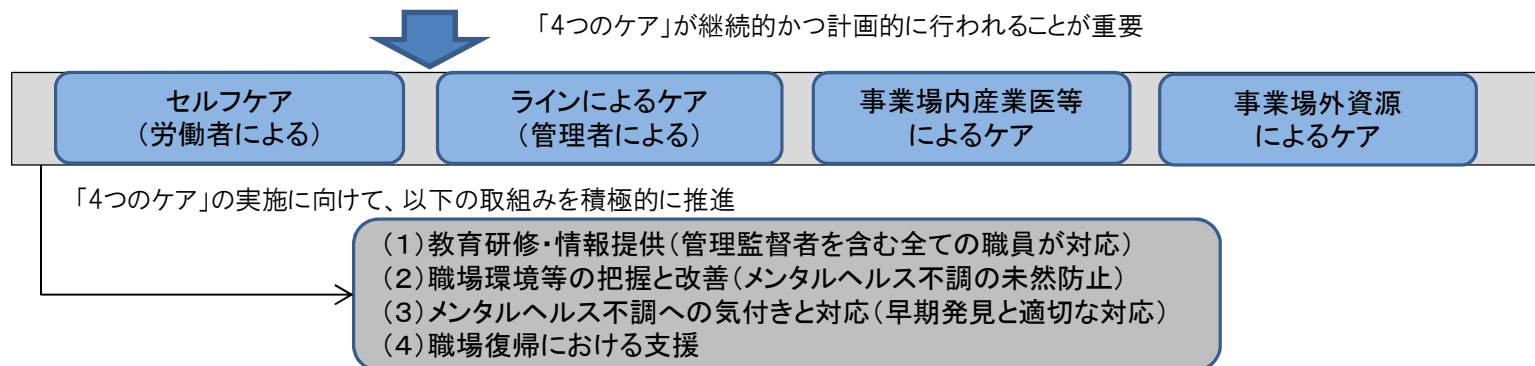 「4つのケア」が継続的かつ計画的に行われることが重要
セルフケア
（労働者による）
ラインによるケア
（管理者による）
事業場内産業医等
によるケア
事業場外資源
によるケア
「4つのケア」の実施に向けて、以下の取組みを積極的に推進
（１）教育研修・情報提供（管理監督者を含む全ての職員が対応）
（２）職場環境等の把握と改善（メンタルヘルス不調の未然防止）
（３）メンタルヘルス不調への気付きと対応（早期発見と適切な対応）
（４）職場復帰における支援